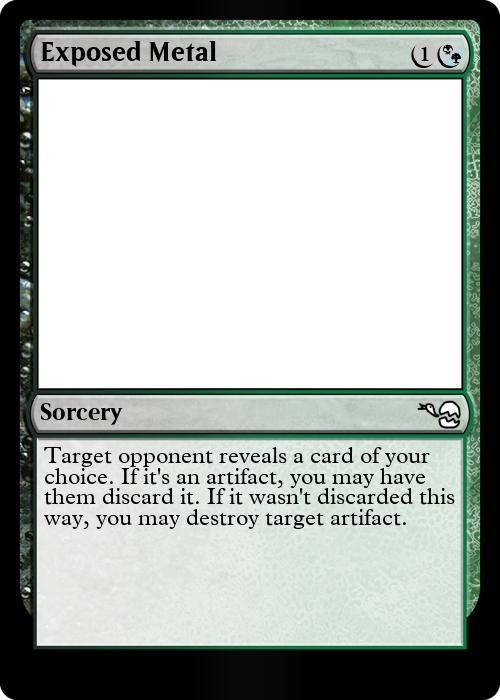 Exposed Metal
1
Sorcery
Target opponent reveals a card of your
choice. If it's an artifact, you may have
them discard it. If it wasn't discarded this
way, you may destroy target artifact.